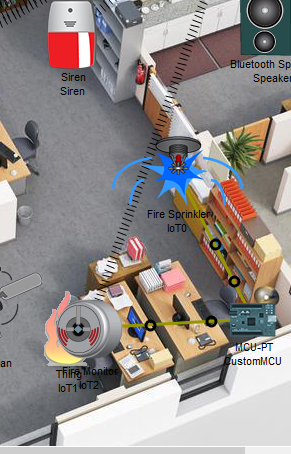 Siren
Siren
Bluetooth Sp
Speaker
Fire Sprinkler
IoT0
Thing
IoT1
Fire Monitor
IoT2
MCU-PT
CustomMCU
an